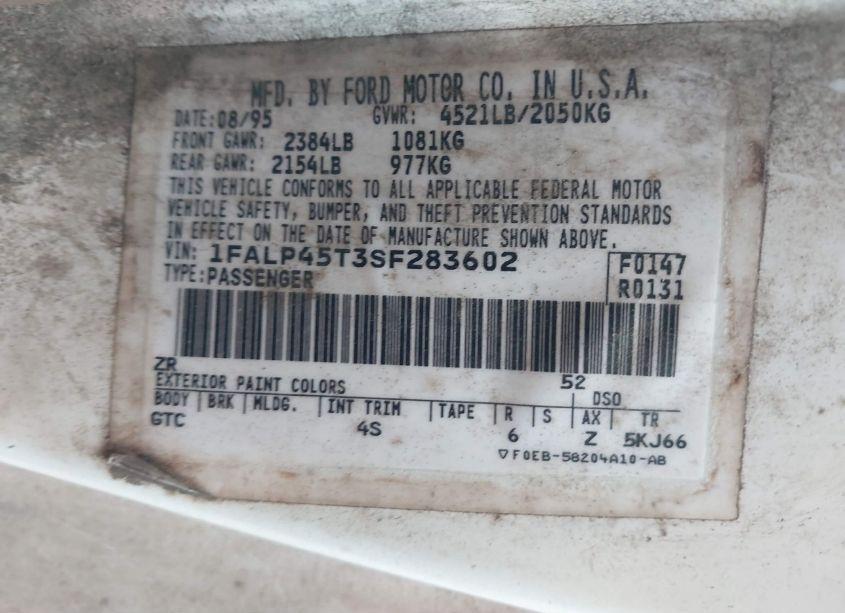 MFD. BY FORD MOTOR CO. IN U.S.A.
DATE: 08/95 GVWR: 4521LB/2050KG
FRONT GAWR: 2384LB 1081KG
REAR GAWR: 2154LB 977KG
THIS VEHICLE CONFORMS TO ALL APPLICABLE FEDERAL MOTOR
VEHICLE SAFETY, BUMPER, AND THEFT PREVENTION STANDARDS
IN EFFECT ON THE DATE OF MANUFACTURE SHOWN ABOVE.
VIN: 1FALP45T3SF283602 F0147
TYPE: PASSENGER R0131
ZR 52
EXTERIOR PAINT COLORS DSO
BODY BRK MLDG. INT TRIM TAPE R S AX TR
GTC 4S 6 Z 5KJ66
▽F0EB-58204A10-AB